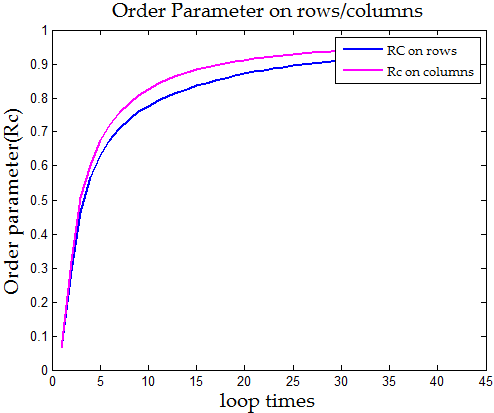 Order Parameter on rows/columns
Order parameter(Rc)
1
0.9
0.8
0.7
0.6
0.5
0.4
0.3
0.2
0.1
0
RC on rows
Rc on columns
0 5 10 15 20 25 30 35 40 45
loop times